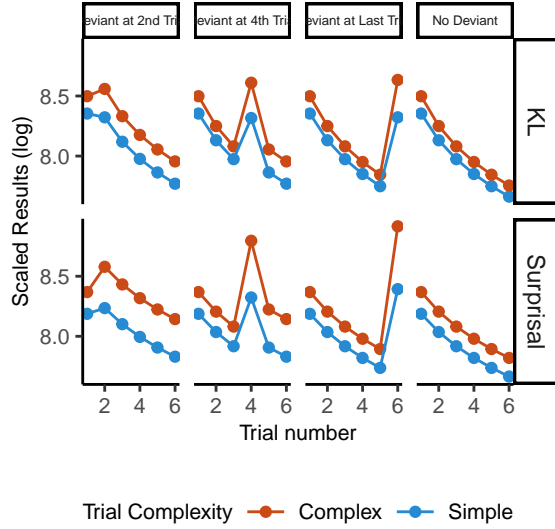 eviant at 2nd Tri
eviant at 4th Tria
eviant at Last Tr
No Deviant
8.5
8.0
KL
8.5
8.0
Surprisal
Scaled Results (log)
2 4 6 2 4 6 2 4 6 2 4 6
Trial number
Trial Complexity Complex Simple